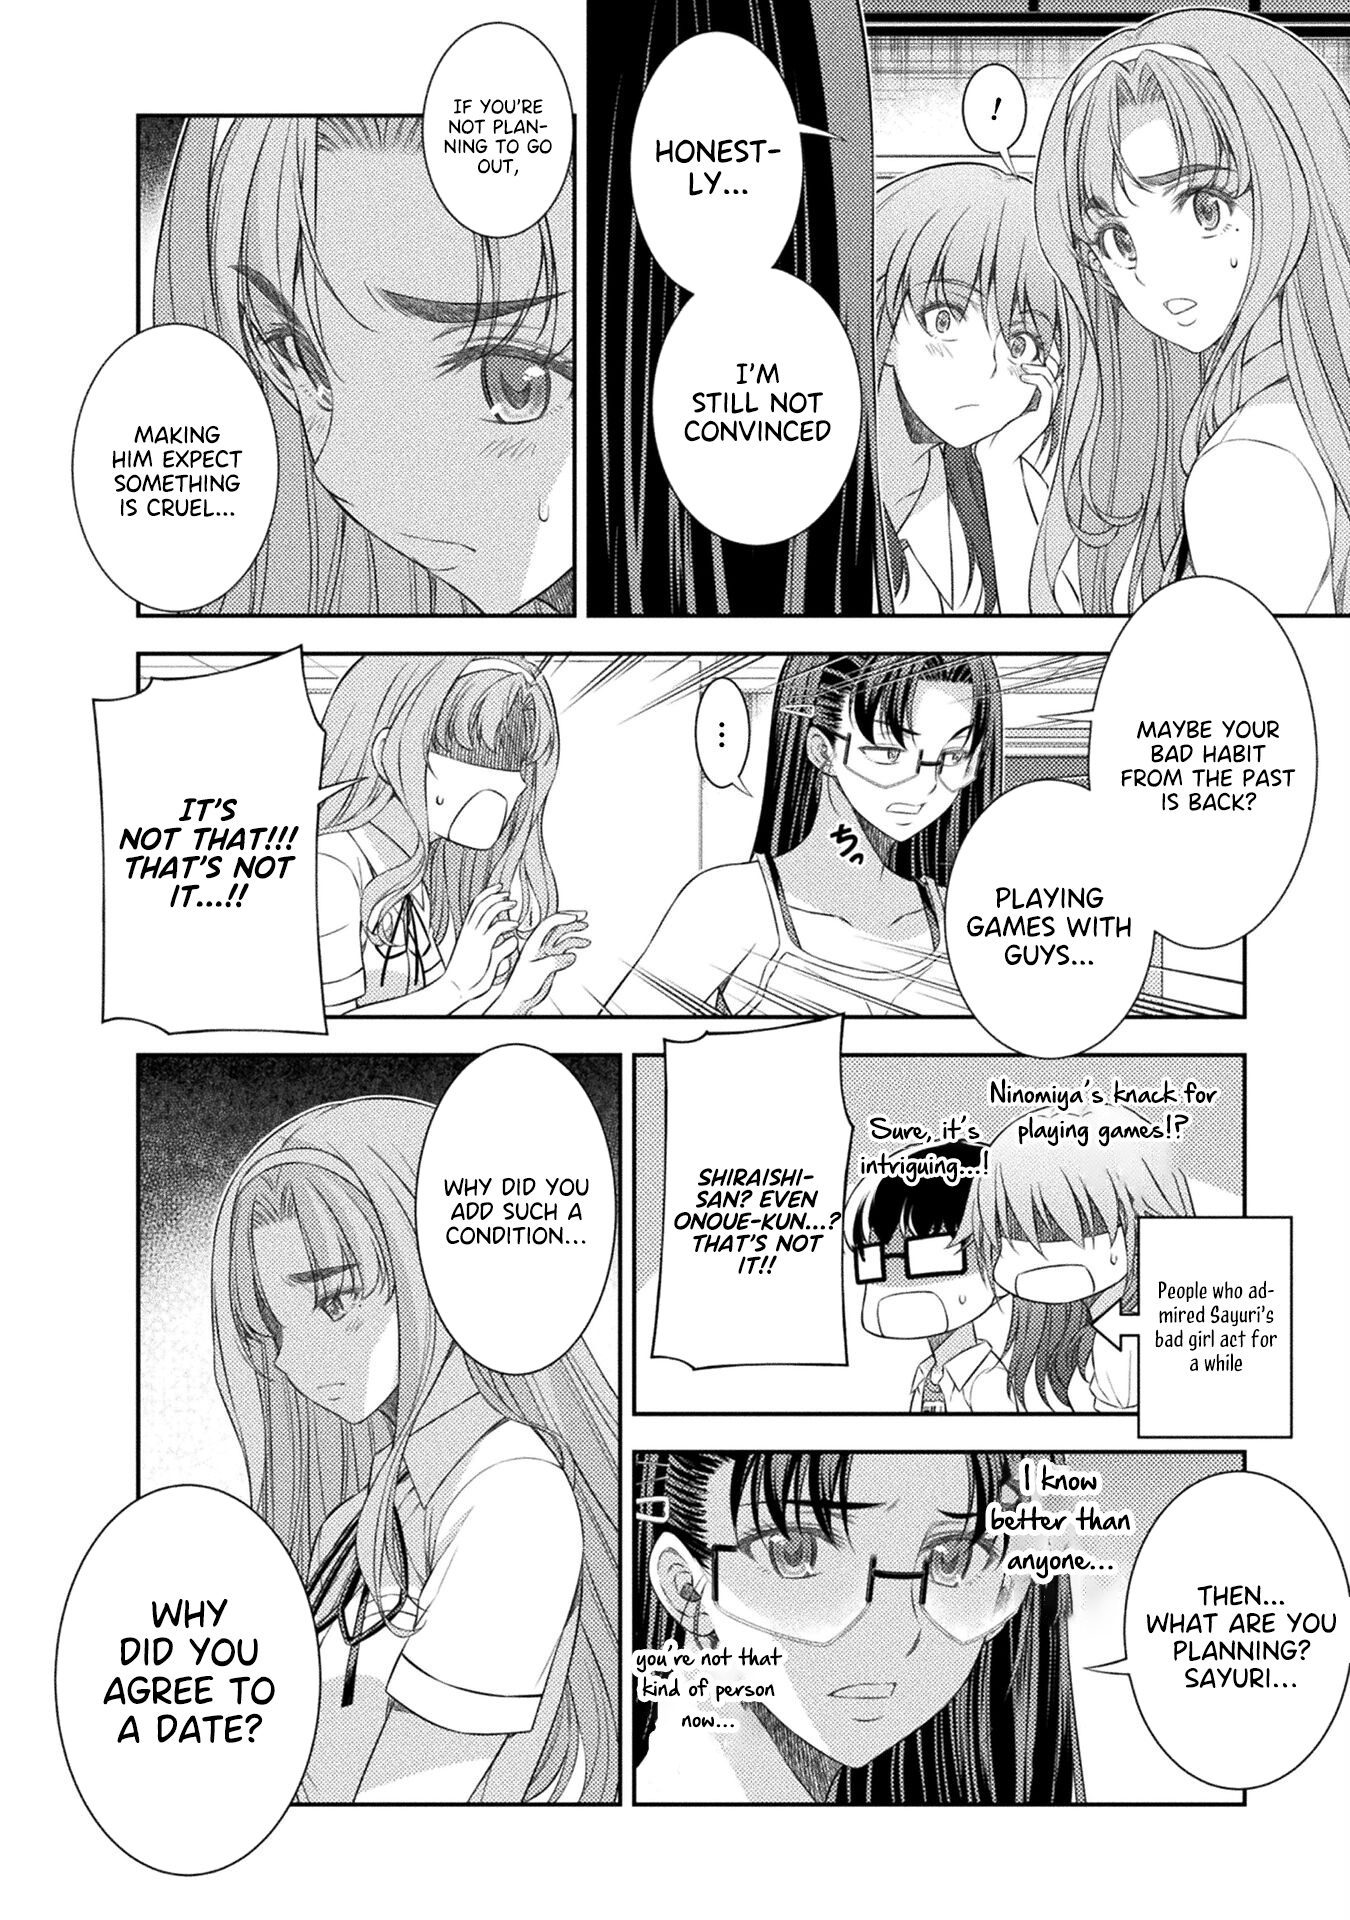 !
HONEST-
LY...
I'M
STILL NOT
CONVINCED
IF YOU'RE
NOT PLAN-
NING TO GO
OUT,
MAKING
HIM EXPECT
SOMETHING
IS CRUEL...
MAYBE YOUR
BAD HABIT
FROM THE PAST
IS BACK?
PLAYING
GAMES WITH
GUYS...
ちっ
...
IT'S
NOT THAT!!!
THAT'S NOT
IT...!!
Ninomiya's knack for
playing games!?
Sure, it's
intriguing...!
People who ad-
mired Sayuri's
bad girl act for
a while
SHIRAISHI-
SAN? EVEN
ONOUE-KUN...?
THAT'S NOT
IT!!
THEN...
WHAT ARE YOU
PLANNING?
SAYURI...
I know
better than
anyone...
you're not that
kind of person
now...
WHY DID YOU
ADD SUCH A
CONDITION...
WHY
DID YOU
AGREE TO
A DATE?